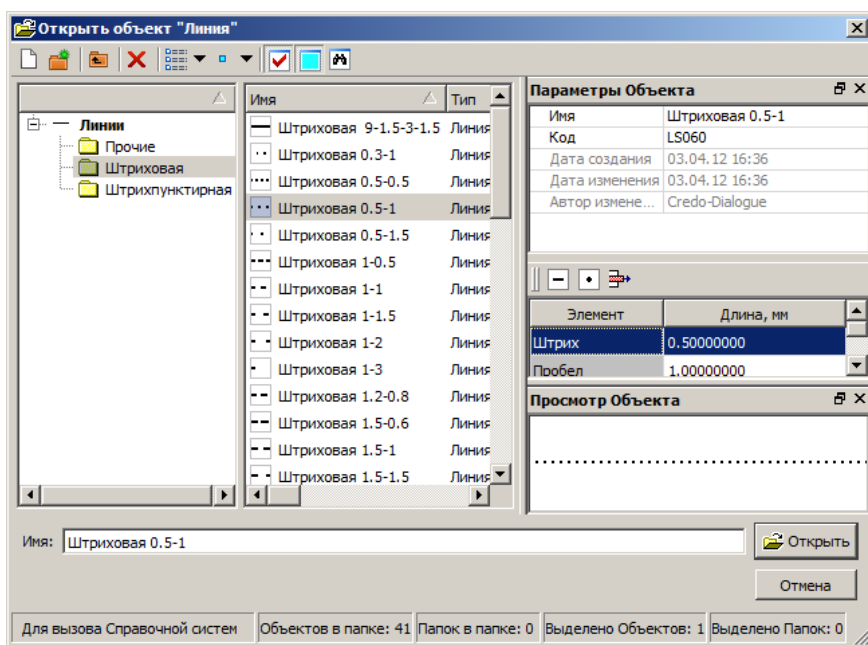 Открыть объект "Линия"
Линии
Прочие
Штриховая
Штрихпунктирная
Имя Тип
Штриховая 9-1.5-3-1.5 Линия
Штриховая 0.3-1 Линия
Штриховая 0.5-0.5 Линия
Штриховая 0.5-1 Линия
Штриховая 0.5-1.5 Линия
Штриховая 1-0.5 Линия
Штриховая 1-1 Линия
Штриховая 1-1.5 Линия
Штриховая 1-2 Линия
Штриховая 1-3 Линия
Штриховая 1.2-0.8 Линия
Штриховая 1.5-0.6 Линия
Штриховая 1.5-1 Линия
Штриховая 1.5-1.5 Линия
Параметры Объекта
Имя Штриховая 0.5-1
Код LS060
Дата создания 03.04.12 16:36
Дата изменения 03.04.12 16:36
Автор измене... Credo-Dialogue
Элемент Длина, мм
Штрих 0.50000000
Пробел 1.00000000
Просмотр Объекта
Имя: Штриховая 0.5-1
Открыть
Отмена
Для вызова Справочной систем Объектов в папке: 41 Папок в папке: 0 Выделено Объектов: 1 Выделено Папок: 0